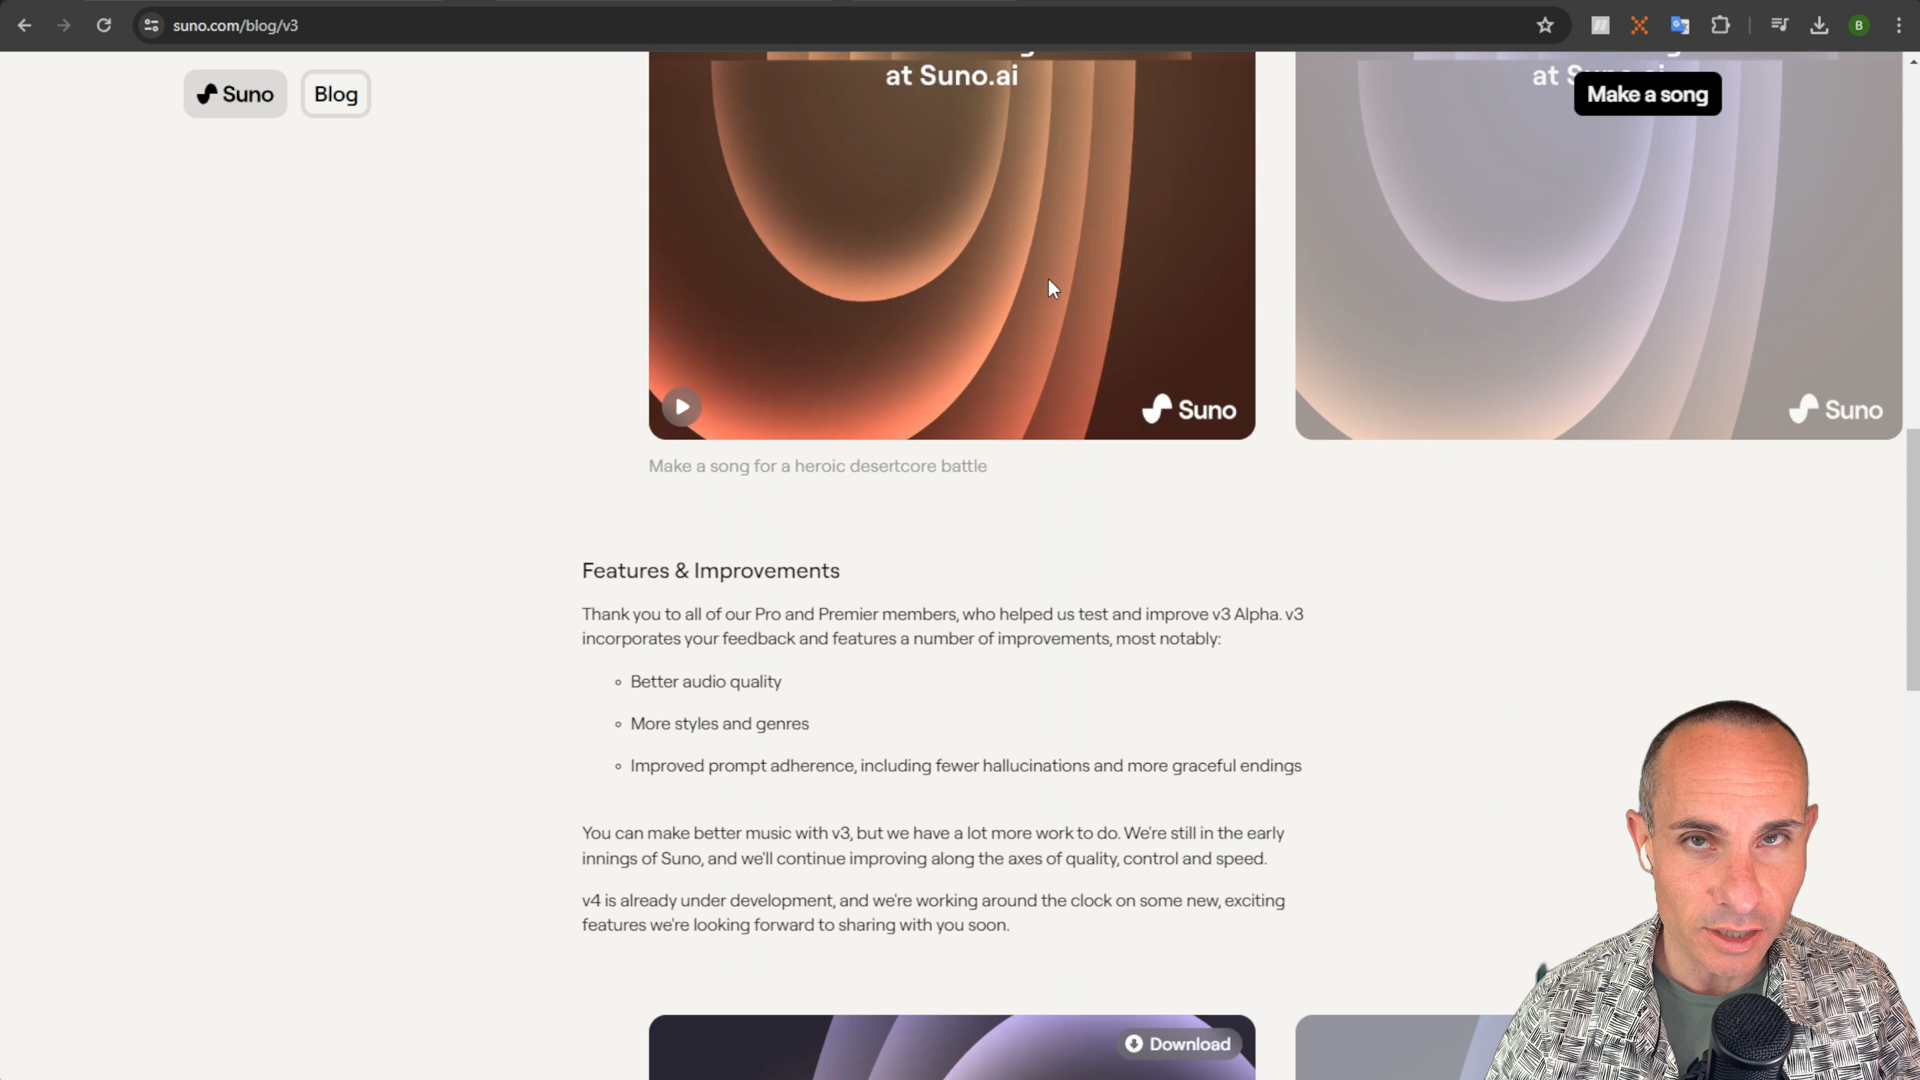 suno.com/blog/v3
B
Suno
Blog
at Suno.ai
at
Make a song
Suno
Suno
Make a song for a heroic desertcore battle
Features & Improvements
Thank you to all of our Pro and Premier members, who helped us test and improve v3 Alpha. v3
incorporates your feedback and features a number of improvements, most notably:
Better audio quality
More styles and genres
Improved prompt adherence, including fewer hallucinations and more graceful endings
You can make better music with v3, but we have a lot more work to do. We're still in the early
innings of Suno, and we'll continue improving along the axes of quality, control and speed.
v4 is already under development, and we're working around the clock on some new, exciting
features we're looking forward to sharing with you soon.
Download